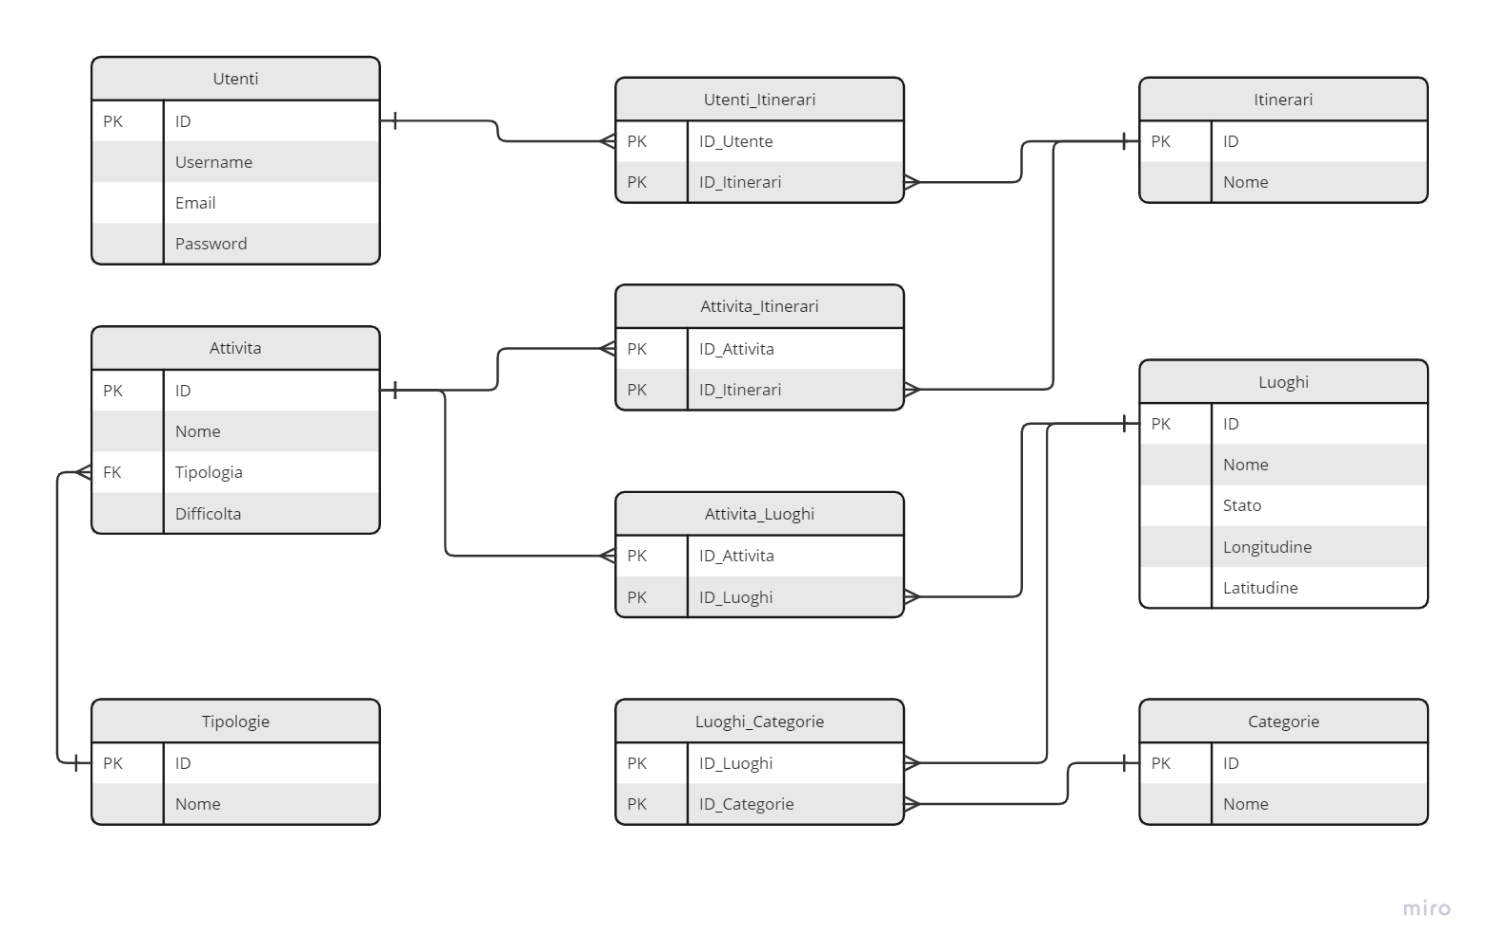 Utenti
PK ID
Username
Email
Password
Utenti_Itinerari
PK ID_Utente
PK ID_Itinerari
Itinerari
PK ID
Nome
Attivita
PK ID
Nome
FK Tipologia
Difficolta
Attivita_Itinerari
PK ID_Attivita
PK ID_Itinerari
Luoghi
PK ID
Nome
Stato
Longitudine
Latitudine
Attivita_Luoghi
PK ID_Attivita
PK ID_Luoghi
Tipologie
PK ID
Nome
Luoghi_Categorie
PK ID_Luoghi
PK ID_Categorie
Categorie
PK ID
Nome
miro